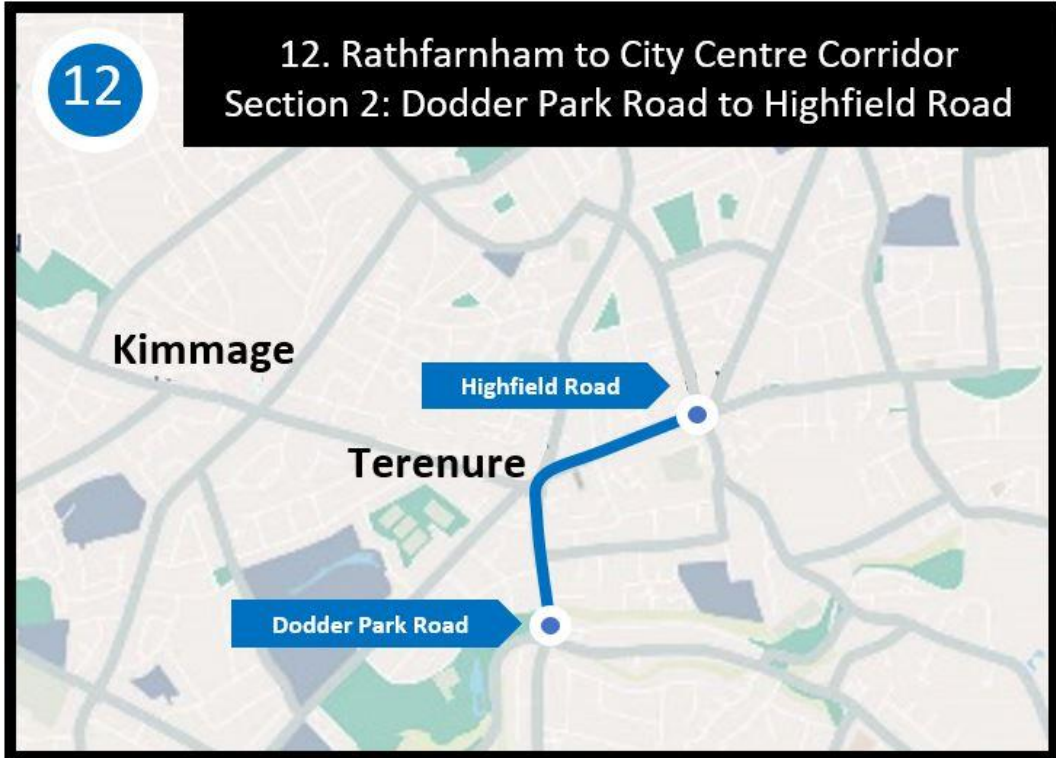 12
12. Rathfarnham to City Centre Corridor
Section 2: Dodder Park Road to Highfield Road
Kimmage
Highfield Road
Terenure
Dodder Park Road